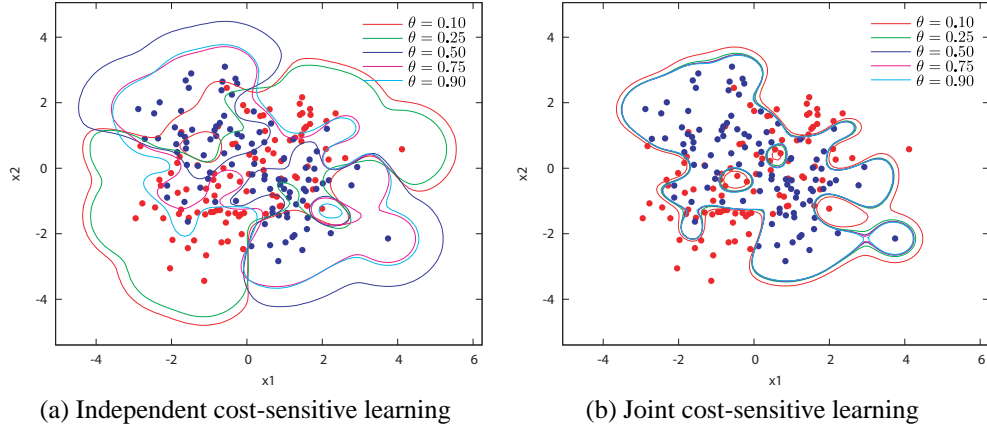 θ = 0.10
θ = 0.25
θ = 0.50
θ = 0.75
θ = 0.90
4
2
0
-2
-4
x2
-4 -2 0 2 4 6
x1
(a) Independent cost-sensitive learning
θ = 0.10
θ = 0.25
θ = 0.50
θ = 0.75
θ = 0.90
4
2
0
-2
-4
x2
-4 -2 0 2 4 6
x1
(b) Joint cost-sensitive learning